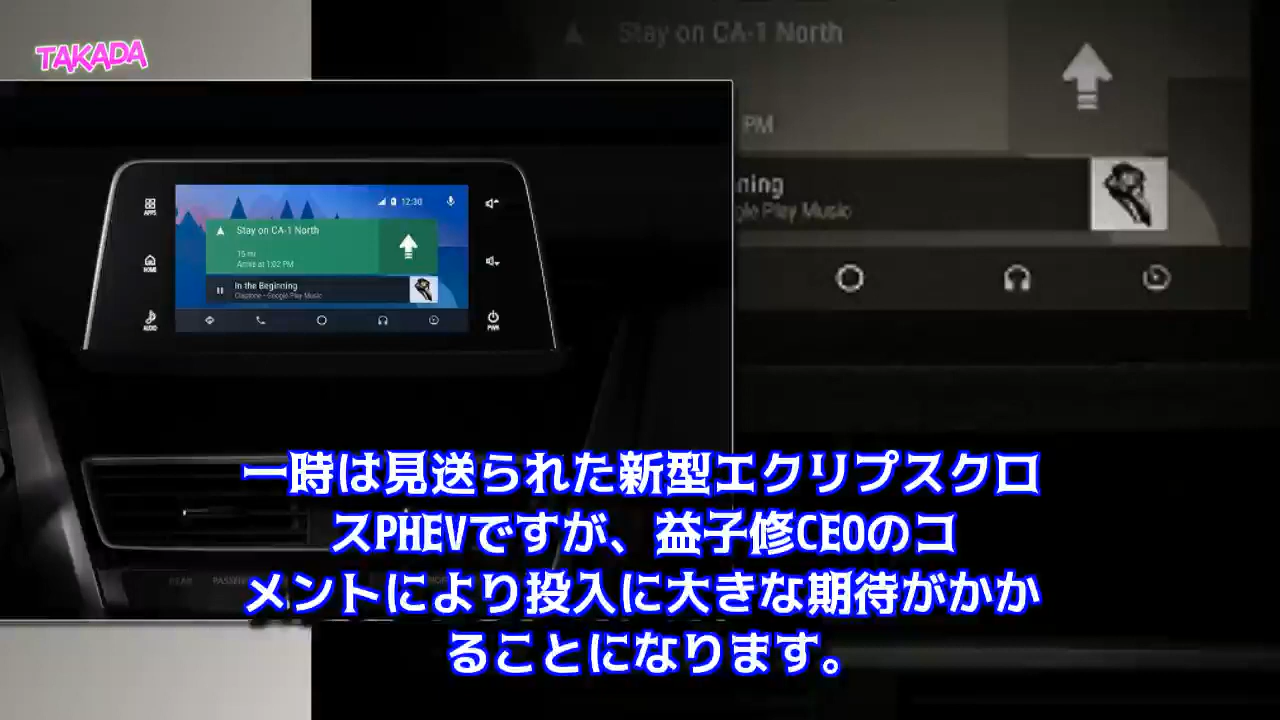 TAKADA
Stay on CA-1 North
PM
ning
gle Play Music
APPS
HOME
AUDIO
12:30
Stay on CA-1 North
15 mi
Arrive at 1:02 PM
In the Beginning
Claptone • Google Play Music
PWR
REAR
一時は見送られた新型エクリプスクロ
スPHEVですが、益子修CEOのコ
メントにより投入に大きな期待がかか
ることになります。